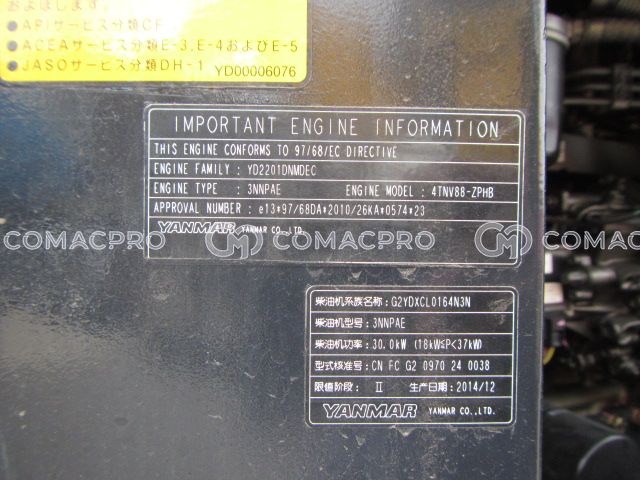 およぼします。
●APIサービス分類CF
●ACEAサービス分類E-3,E-4およびE-5
●JASOサービス分類DH-1 YD00006076
IMPORTANT ENGINE INFORMATION
THIS ENGINE CONFORMS TO 97/68/EC DIRECTIVE
ENGINE FAMILY : YD2201DNMDEC
ENGINE TYPE : 3NNPAE ENGINE MODEL : 4TNV88-ZPHB
APPROVAL NUMBER : e13*97/68DA*2010/26KA*0574*23
YANMAR YANMAR CO.,LTD.
COMACPRO COMACPRO COMACPRO
柴油机系族名称: G2YDXCL0164N3N
柴油机型号: 3NNPAE
柴油机功率: 30.0kW (18kW≦P<37kW)
型式核准号: CN FC G2 0970 24 0038
限值阶段: Ⅱ 生产日期: 2014/12
YANMAR YANMAR CO.,LTD.